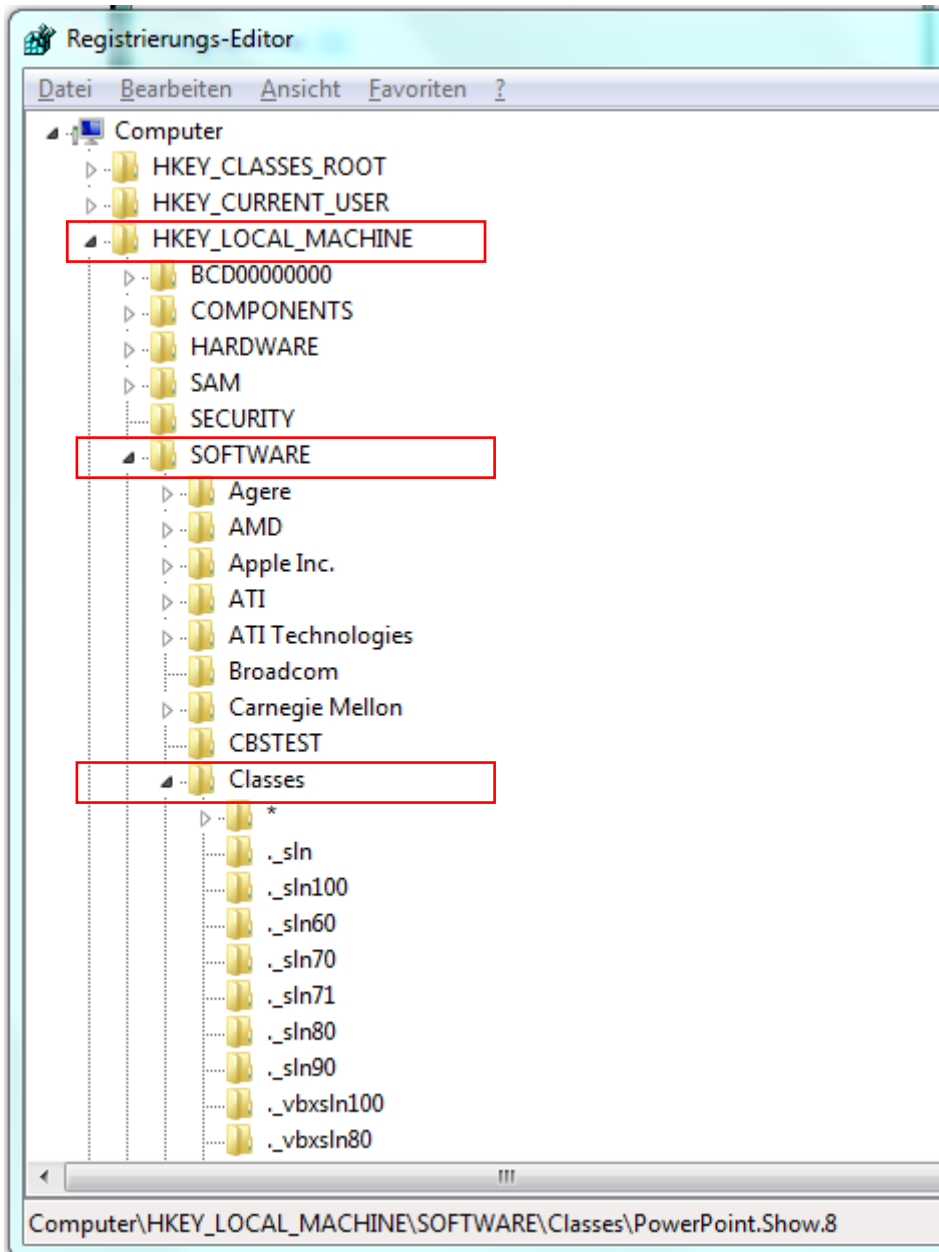 Registrierungs-Editor
Datei Bearbeiten Ansicht Favoriten ?
Computer
HKEY_CLASSES_ROOT
HKEY_CURRENT_USER
HKEY_LOCAL_MACHINE
BCD00000000
COMPONENTS
HARDWARE
SAM
SECURITY
SOFTWARE
Agere
AMD
Apple Inc.
ATI
ATI Technologies
Broadcom
Carnegie Mellon
CBSTEST
Classes
*
._sln
._sln100
._sln60
._sln70
._sln71
._sln80
._sln90
._vbxsln100
._vbxsln80
Computer\HKEY_LOCAL_MACHINE\SOFTWARE\Classes\PowerPoint.Show.8